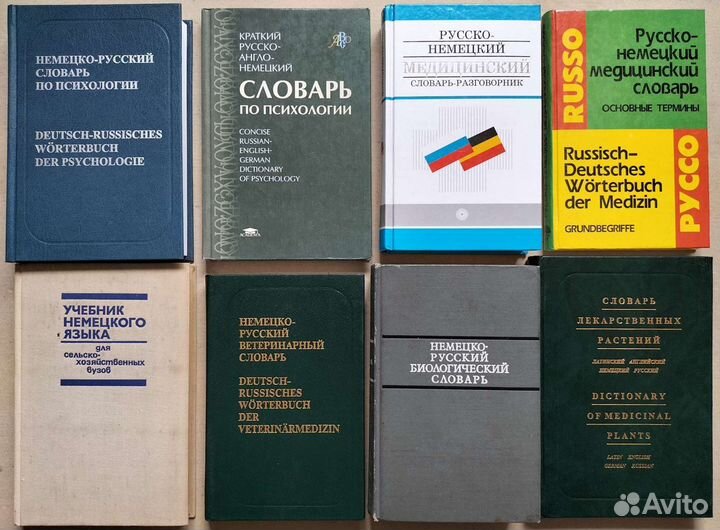 НЕМЕЦКО-РУССКИЙ
СЛОВАРЬ
ПО ПСИХОЛОГИИ
DEUTSCH-RUSSISCHES
WÖRTERBUCH
DER PSYCHOLOGIE
КРАТКИЙ
РУССКО-
АНГЛО-
НЕМЕЦКИЙ
СЛОВАРЬ
ПО ПСИХОЛОГИИ
CONCISE
RUSSIAN-
ENGLISH-
GERMAN
DICTIONARY
OF PSYCHOLOGY
РУССКО-
НЕМЕЦКИЙ
МЕДИЦИНСКИЙ
СЛОВАРЬ-РАЗГОВОРНИК
RUSSO
Русско-
немецкий
медицинский
словарь
ОСНОВНЫЕ ТЕРМИНЫ
Russisch-
Deutsches
Wörterbuch
der Medizin
GRUNDBEGRIFFE
РУССО
УЧЕБНИК
НЕМЕЦКОГО
ЯЗЫКА
для
сельско-
хозяйственных
вузов
НЕМЕЦКО-
РУССКИЙ
ВЕТЕРИНАРНЫЙ
СЛОВАРЬ
DEUTSCH-
RUSSISCHES
WÖRTERBUCH
DER
VETERINÄRMEDIZIN
НЕМЕЦКО-
РУССКИЙ
БИОЛОГИЧЕСКИЙ
СЛОВАРЬ
СЛОВАРЬ
ЛЕКАРСТВЕННЫХ
РАСТЕНИЙ
ЛАТИНСКИЙ АНГЛИЙСКИЙ
НЕМЕЦКИЙ РУССКИЙ
DICTIONARY
OF MEDICINAL
PLANTS
LATIN ENGLISH
GERMAN RUSSIAN
Avito